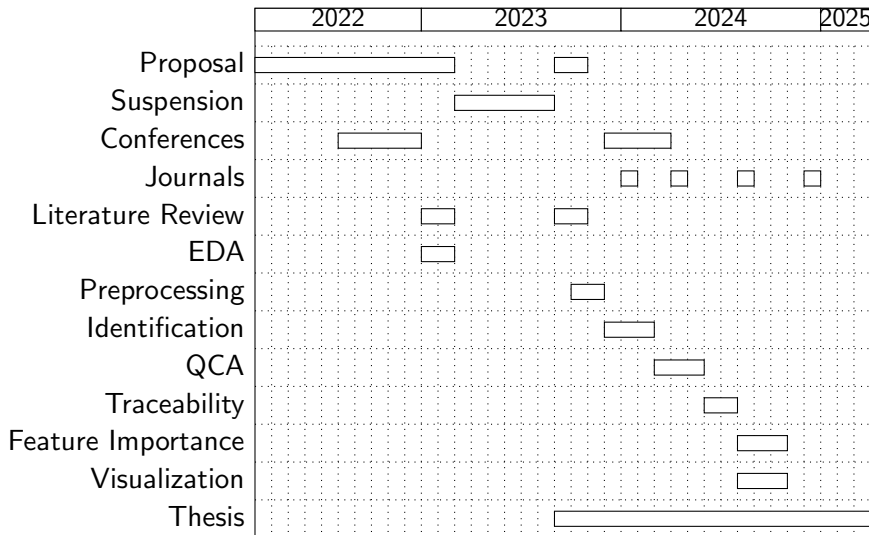 2022 2023 2024 2025
Proposal
Suspension
Conferences
Journals
Literature Review
EDA
Preprocessing
Identification
QCA
Traceability
Feature Importance
Visualization
Thesis